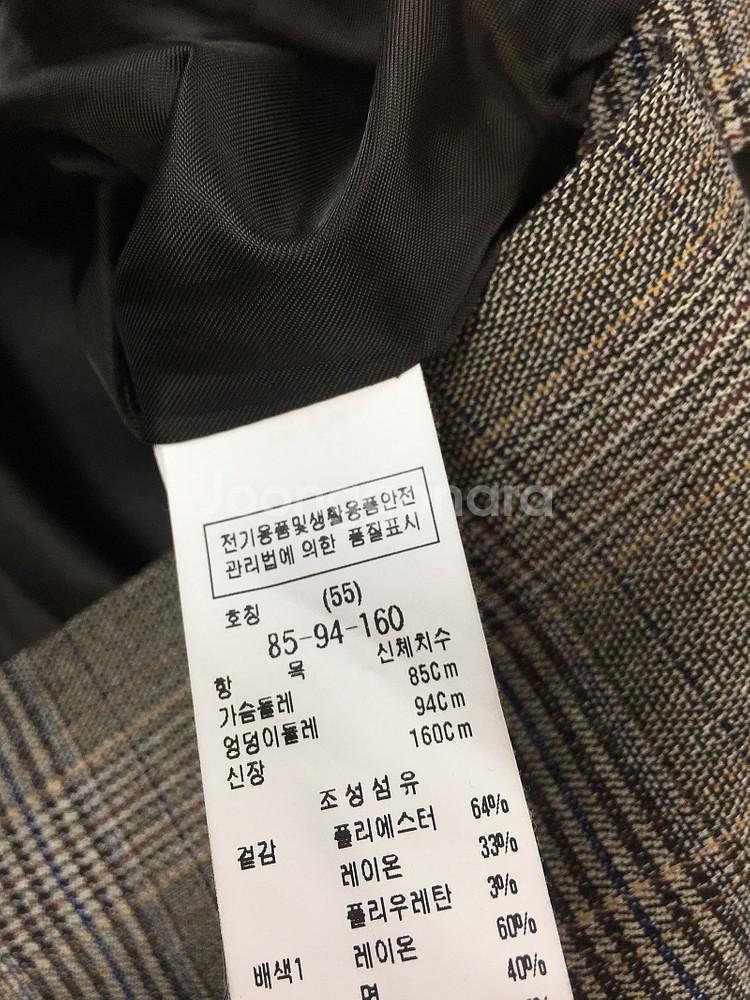 Joongonara
전기용품및생활용품안전
관리법에 의한 품질표시
호칭 (55)
85-94-160
항 목 신체치수
가슴둘레 85Cm
엉덩이둘레 94Cm
신장 160Cm
조성섬유
겉감 폴리에스터 64%
레이온 33%
폴리우레탄 3%
배색1 레이온 60%
면 40%